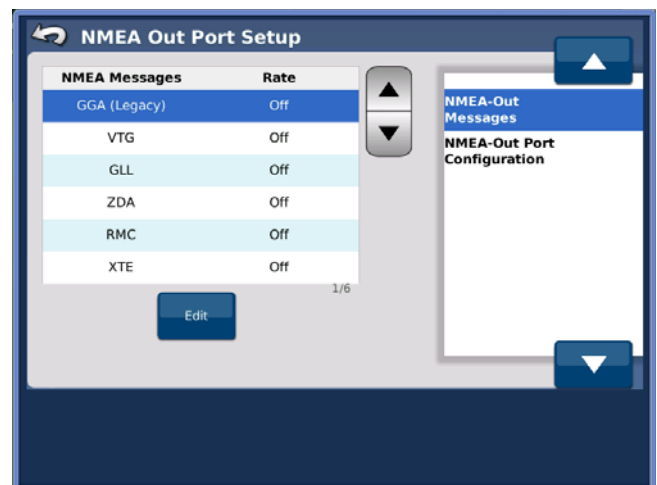 NMEA Out Port Setup
NMEA Messages Rate
GGA (Legacy) Off
VTG Off
GLL Off
ZDA Off
RMC Off
XTE Off
1/6
Edit
NMEA-Out
Messages
NMEA-Out Port
Configuration